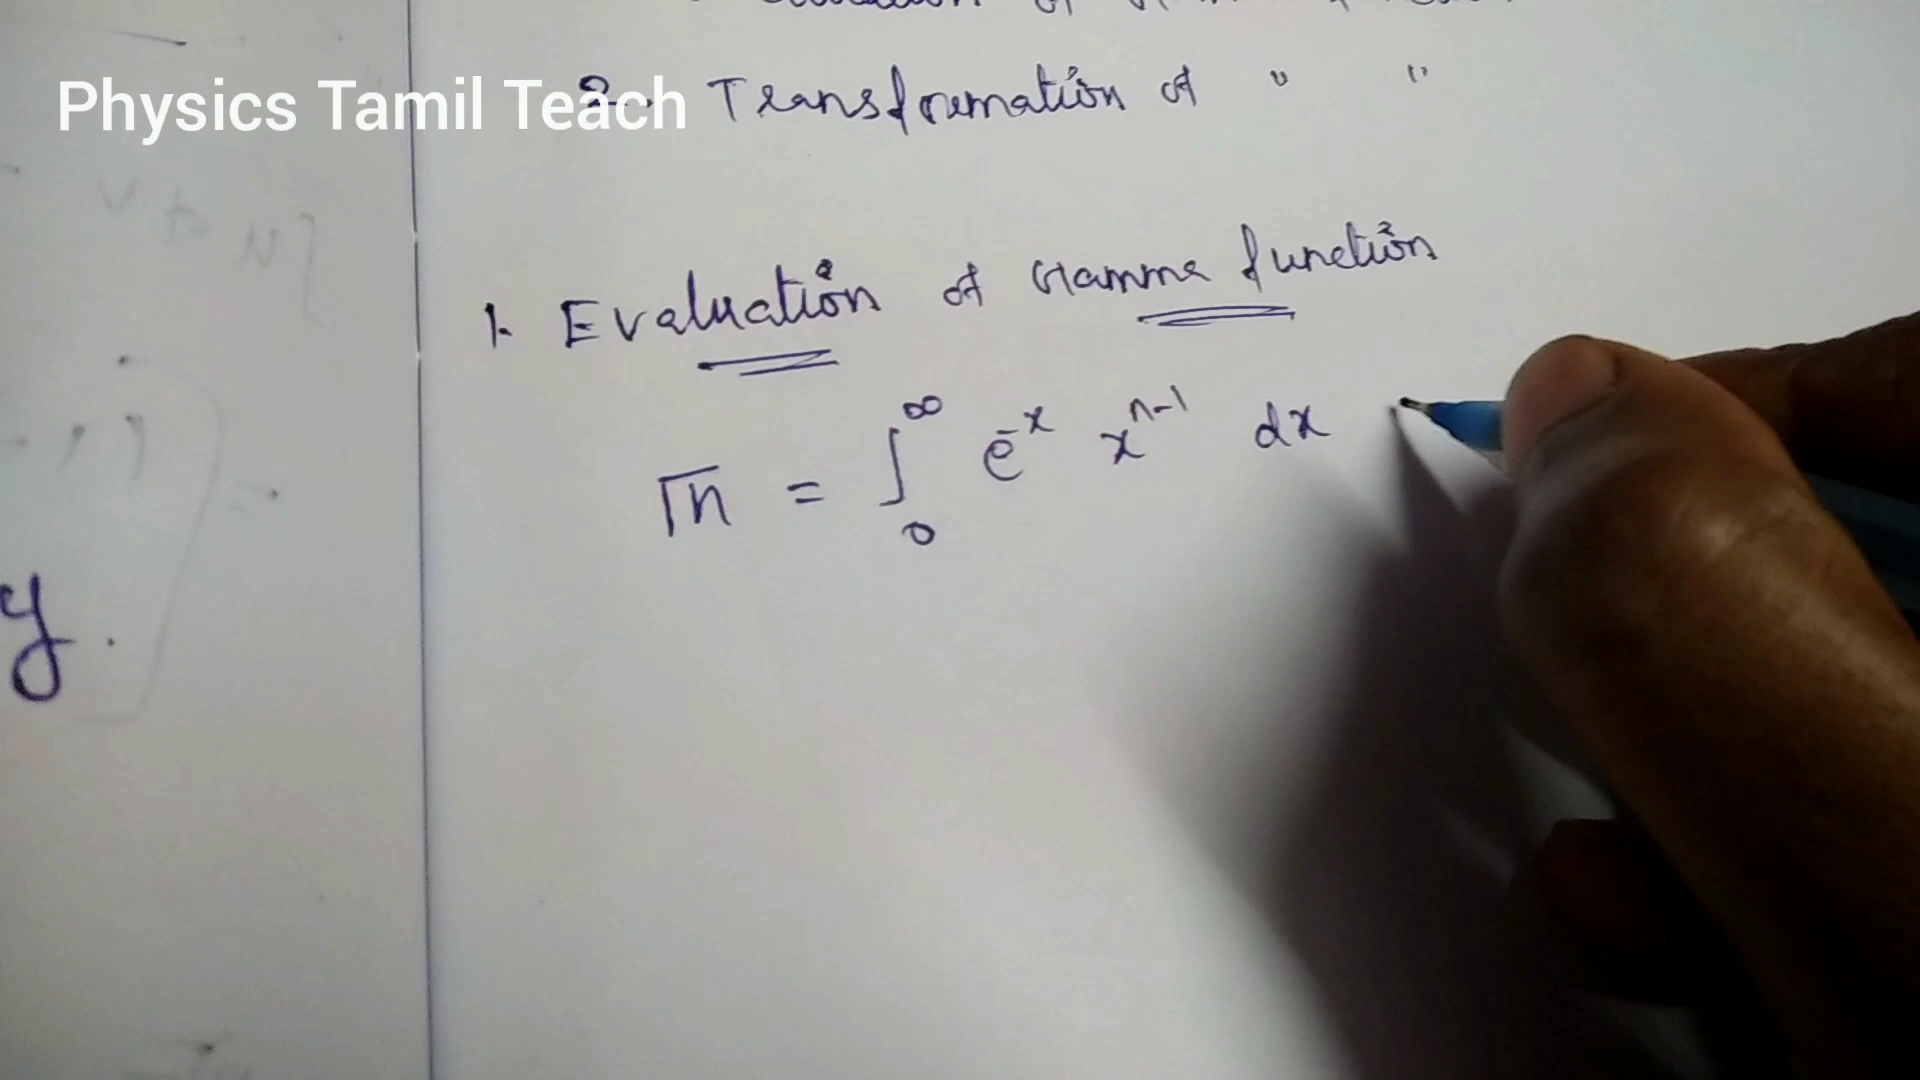 Physics Tamil Teach
2. Transformation of " "
1. Evaluation of Gamma function
Γn = ∫₀^∞ e^-x x^n-1 dx
y.